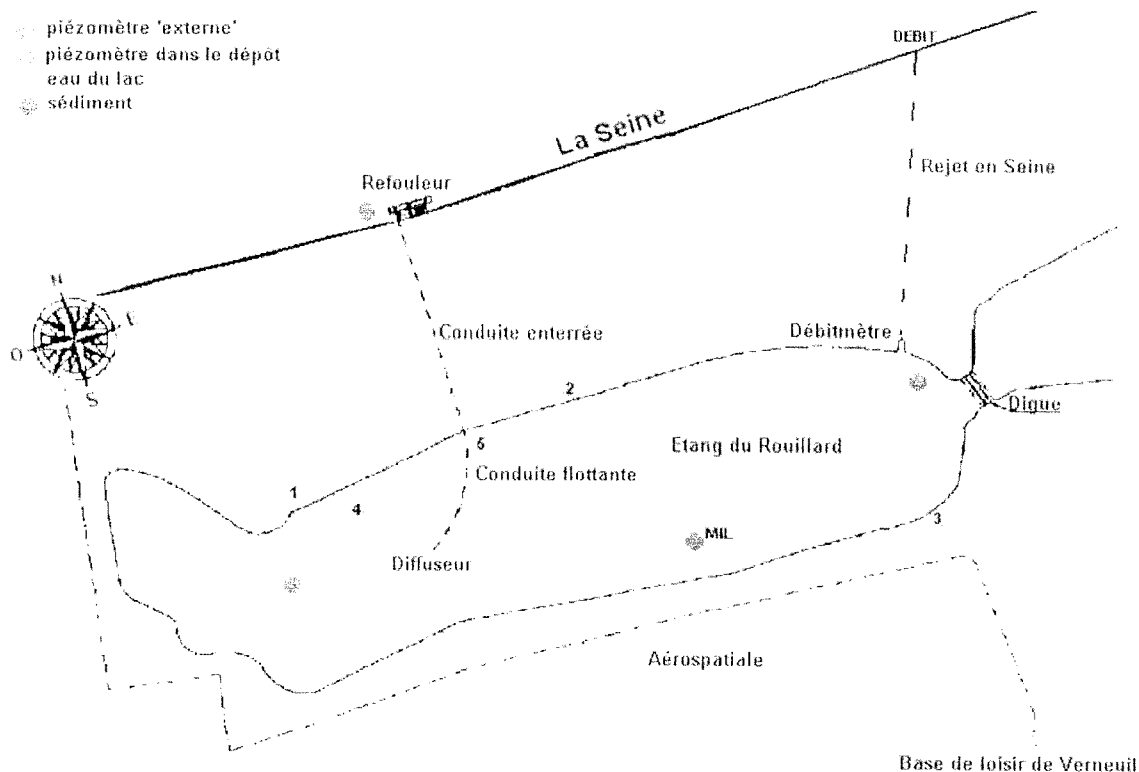 piézomètre 'externe'
piézomètre dans le dépôt
eau du lac
sédiment
DEBIT
La Seine
Rejet en Seine
Refouleur
N
E
O
S
Conduite enterrée
Débitmètre
2
Digue
5
Etang du Rouillard
Conduite flottante
1
4
3
MIL
Diffuseur
Aérospatiale
Base de loisir de Verneuil